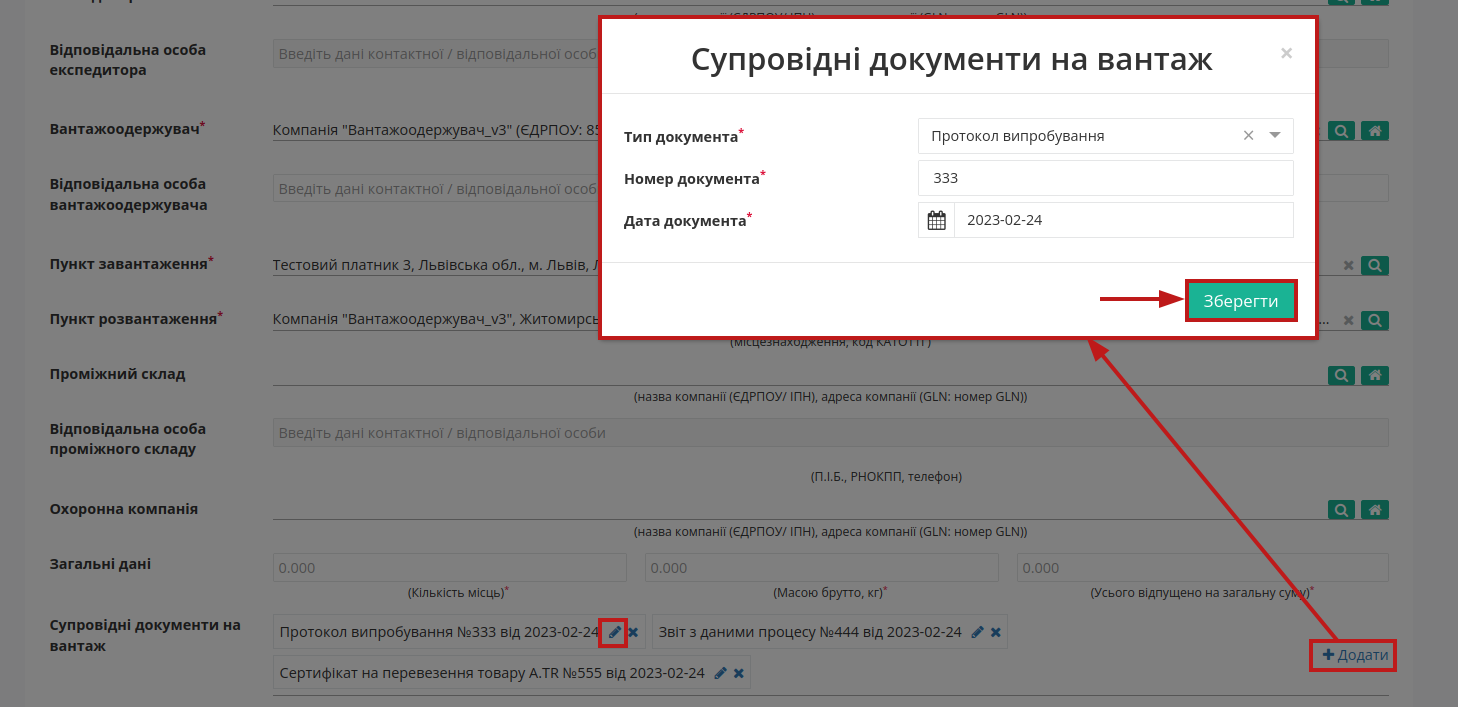 Відповідальна особа
експедитора
Введіть дані контактної / відповідальної особи
Вантажоодержувач*
Компанія "Вантажоодержувач_v3" (ЄДРПОУ: 85
Відповідальна особа
вантажоодержувача
Введіть дані контактної / відповідальної особи
Пункт завантаження*
Тестовий платник 3, Львівська обл., м. Львів,
Пункт розвантаження*
Компанія "Вантажоодержувач_v3", Житомирсь
...
(місцезнаходження, код КАТОТТГ)
Проміжний склад
(назва компанії (ЄДРПОУ/ ІПН), адреса компанії (GLN: номер GLN))
Відповідальна особа
проміжного складу
Введіть дані контактної / відповідальної особи
(П.І.Б., РНОКПП, телефон)
Охоронна компанія
(назва компанії (ЄДРПОУ/ ІПН), адреса компанії (GLN: номер GLN))
Загальні дані
0.000
0.000
0.000
(Кількість місць)*
(Масою брутто, кг)*
(Усього відпущено на загальну суму)*
Супровідні документи на
вантаж
Протокол випробування №333 від 2023-02-24
Звіт з даними процесу №444 від 2023-02-24
Сертифікат на перевезення товару A.TR №555 від 2023-02-24
Додати
Супровідні документи на вантаж
×
Тип документа*
Протокол випробування
Номер документа*
333
Дата документа*
2023-02-24
Зберегти